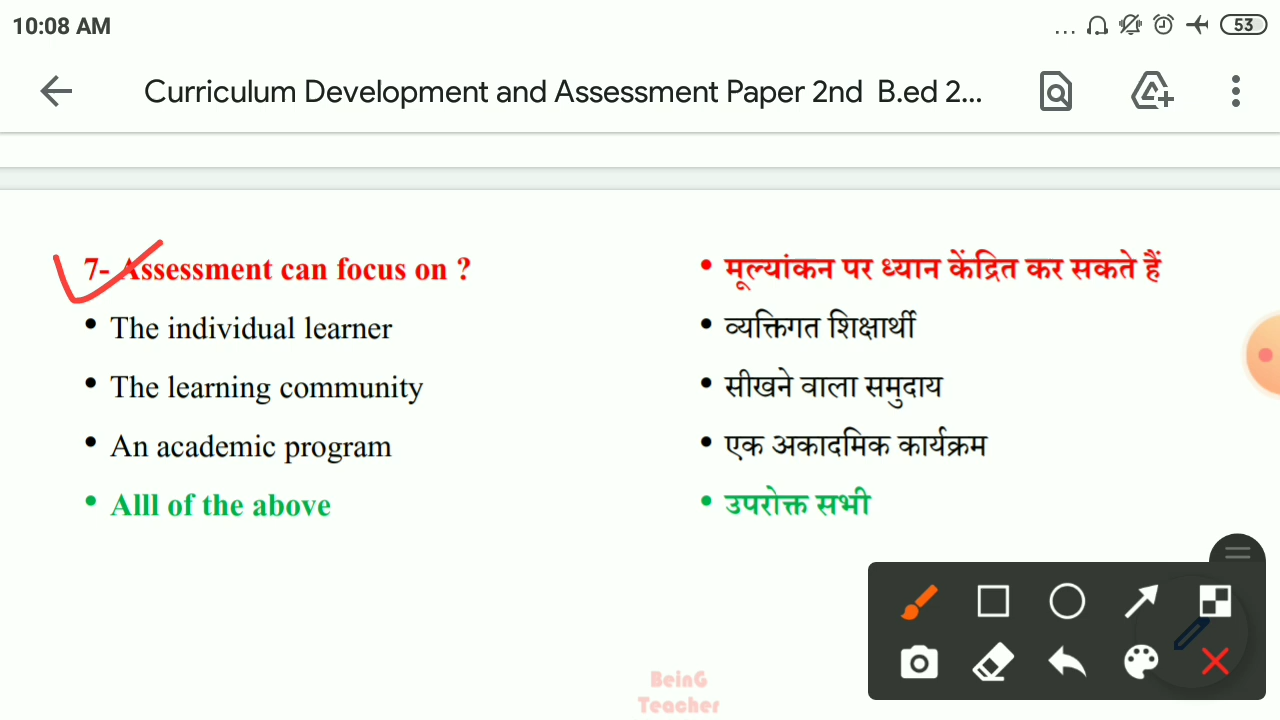 10:08 AM
... 53
Curriculum Development and Assessment Paper 2nd B.ed 2...
7- Assessment can focus on ?
• The individual learner
• The learning community
• An academic program
• Alll of the above
• मूल्यांकन पर ध्यान केंद्रित कर सकते हैं
• व्यक्तिगत शिक्षार्थी
• सीखने वाला समुदाय
• एक अकादमिक कार्यक्रम
• उपरोक्त सभी
BeinG
Teacher